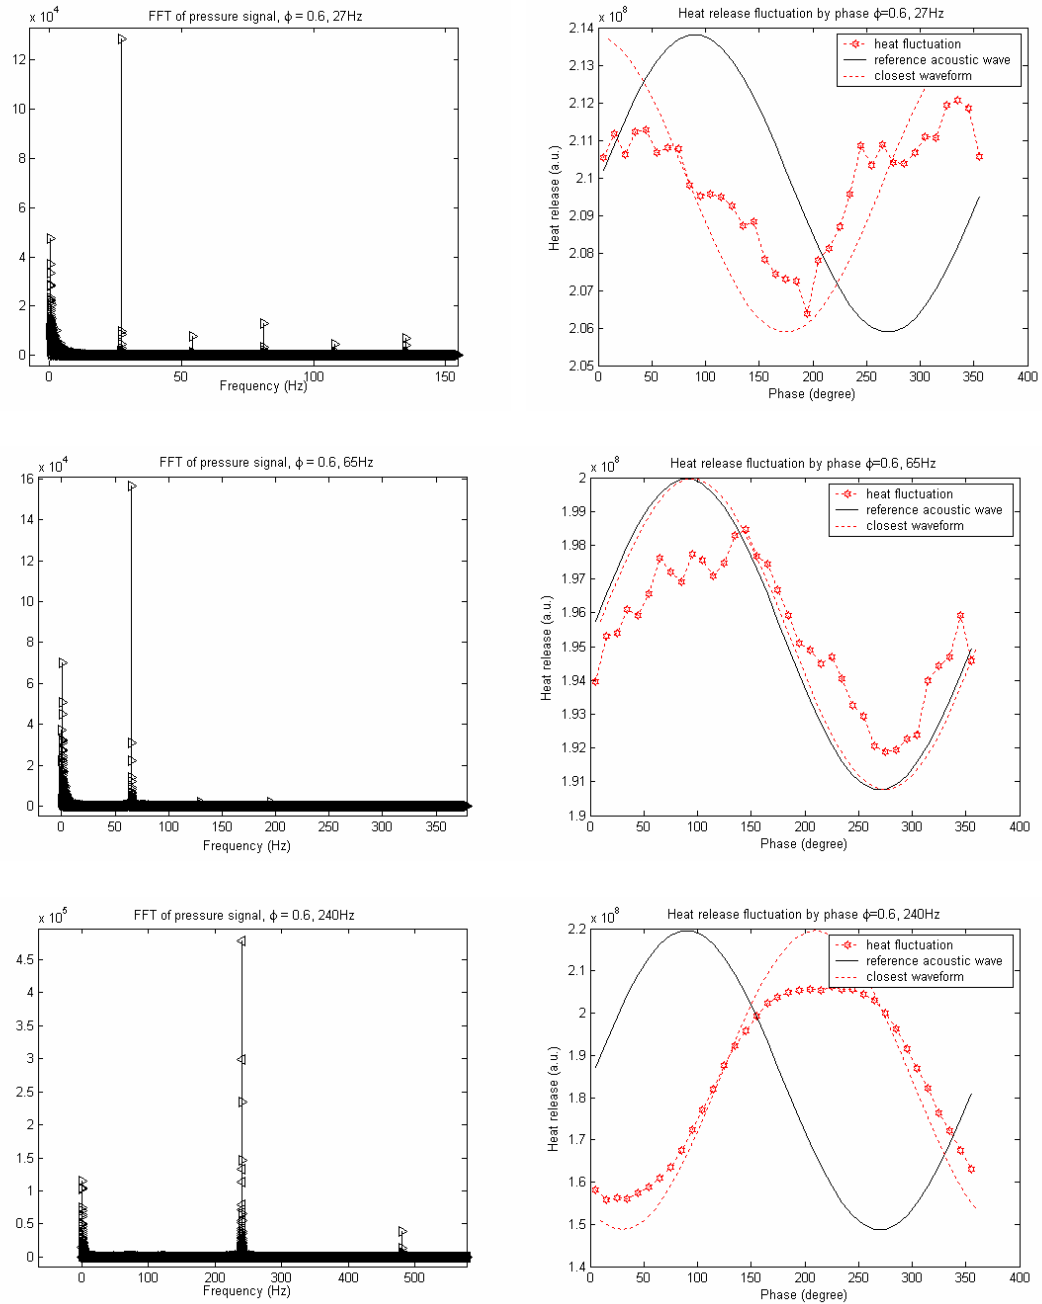 FFT of pressure signal, ϕ = 0.6, 27Hz
x 10^4
12
10
8
6
4
2
0
0 50 100 150
Frequency (Hz)
Heat release fluctuation by phase ϕ=0.6, 27Hz
x 10^8
2.14
2.13
2.12
2.11
2.1
2.09
2.08
2.07
2.06
2.05
Heat release (a.u.)
heat fluctuation
reference acoustic wave
closest waveform
0 50 100 150 200 250 300 350 400
Phase (degree)
FFT of pressure signal, ϕ = 0.6, 65Hz
x 10^4
16
14
12
10
8
6
4
2
0
0 50 100 150 200 250 300 350
Frequency (Hz)
Heat release fluctuation by phase ϕ=0.6, 65Hz
x 10^8
2
1.99
1.98
1.97
1.96
1.95
1.94
1.93
1.92
1.91
1.9
Heat release (a.u.)
heat fluctuation
reference acoustic wave
closest waveform
0 50 100 150 200 250 300 350 400
Phase (degree)
FFT of pressure signal, ϕ = 0.6, 240Hz
x 10^5
4.5
4
3.5
3
2.5
2
1.5
1
0.5
0
0 100 200 300 400 500
Frequency (Hz)
Heat release fluctuation by phase ϕ=0.6, 240Hz
x 10^8
2.2
2.1
2
1.9
1.8
1.7
1.6
1.5
1.4
Heat release (a.u.)
heat fluctuation
reference acoustic wave
closest waveform
0 50 100 150 200 250 300 350 400
Phase (degree)